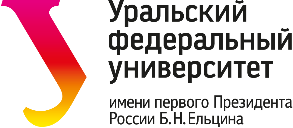 Уральский
федеральный
университет
имени первого Президента
России Б.Н.Ельцина